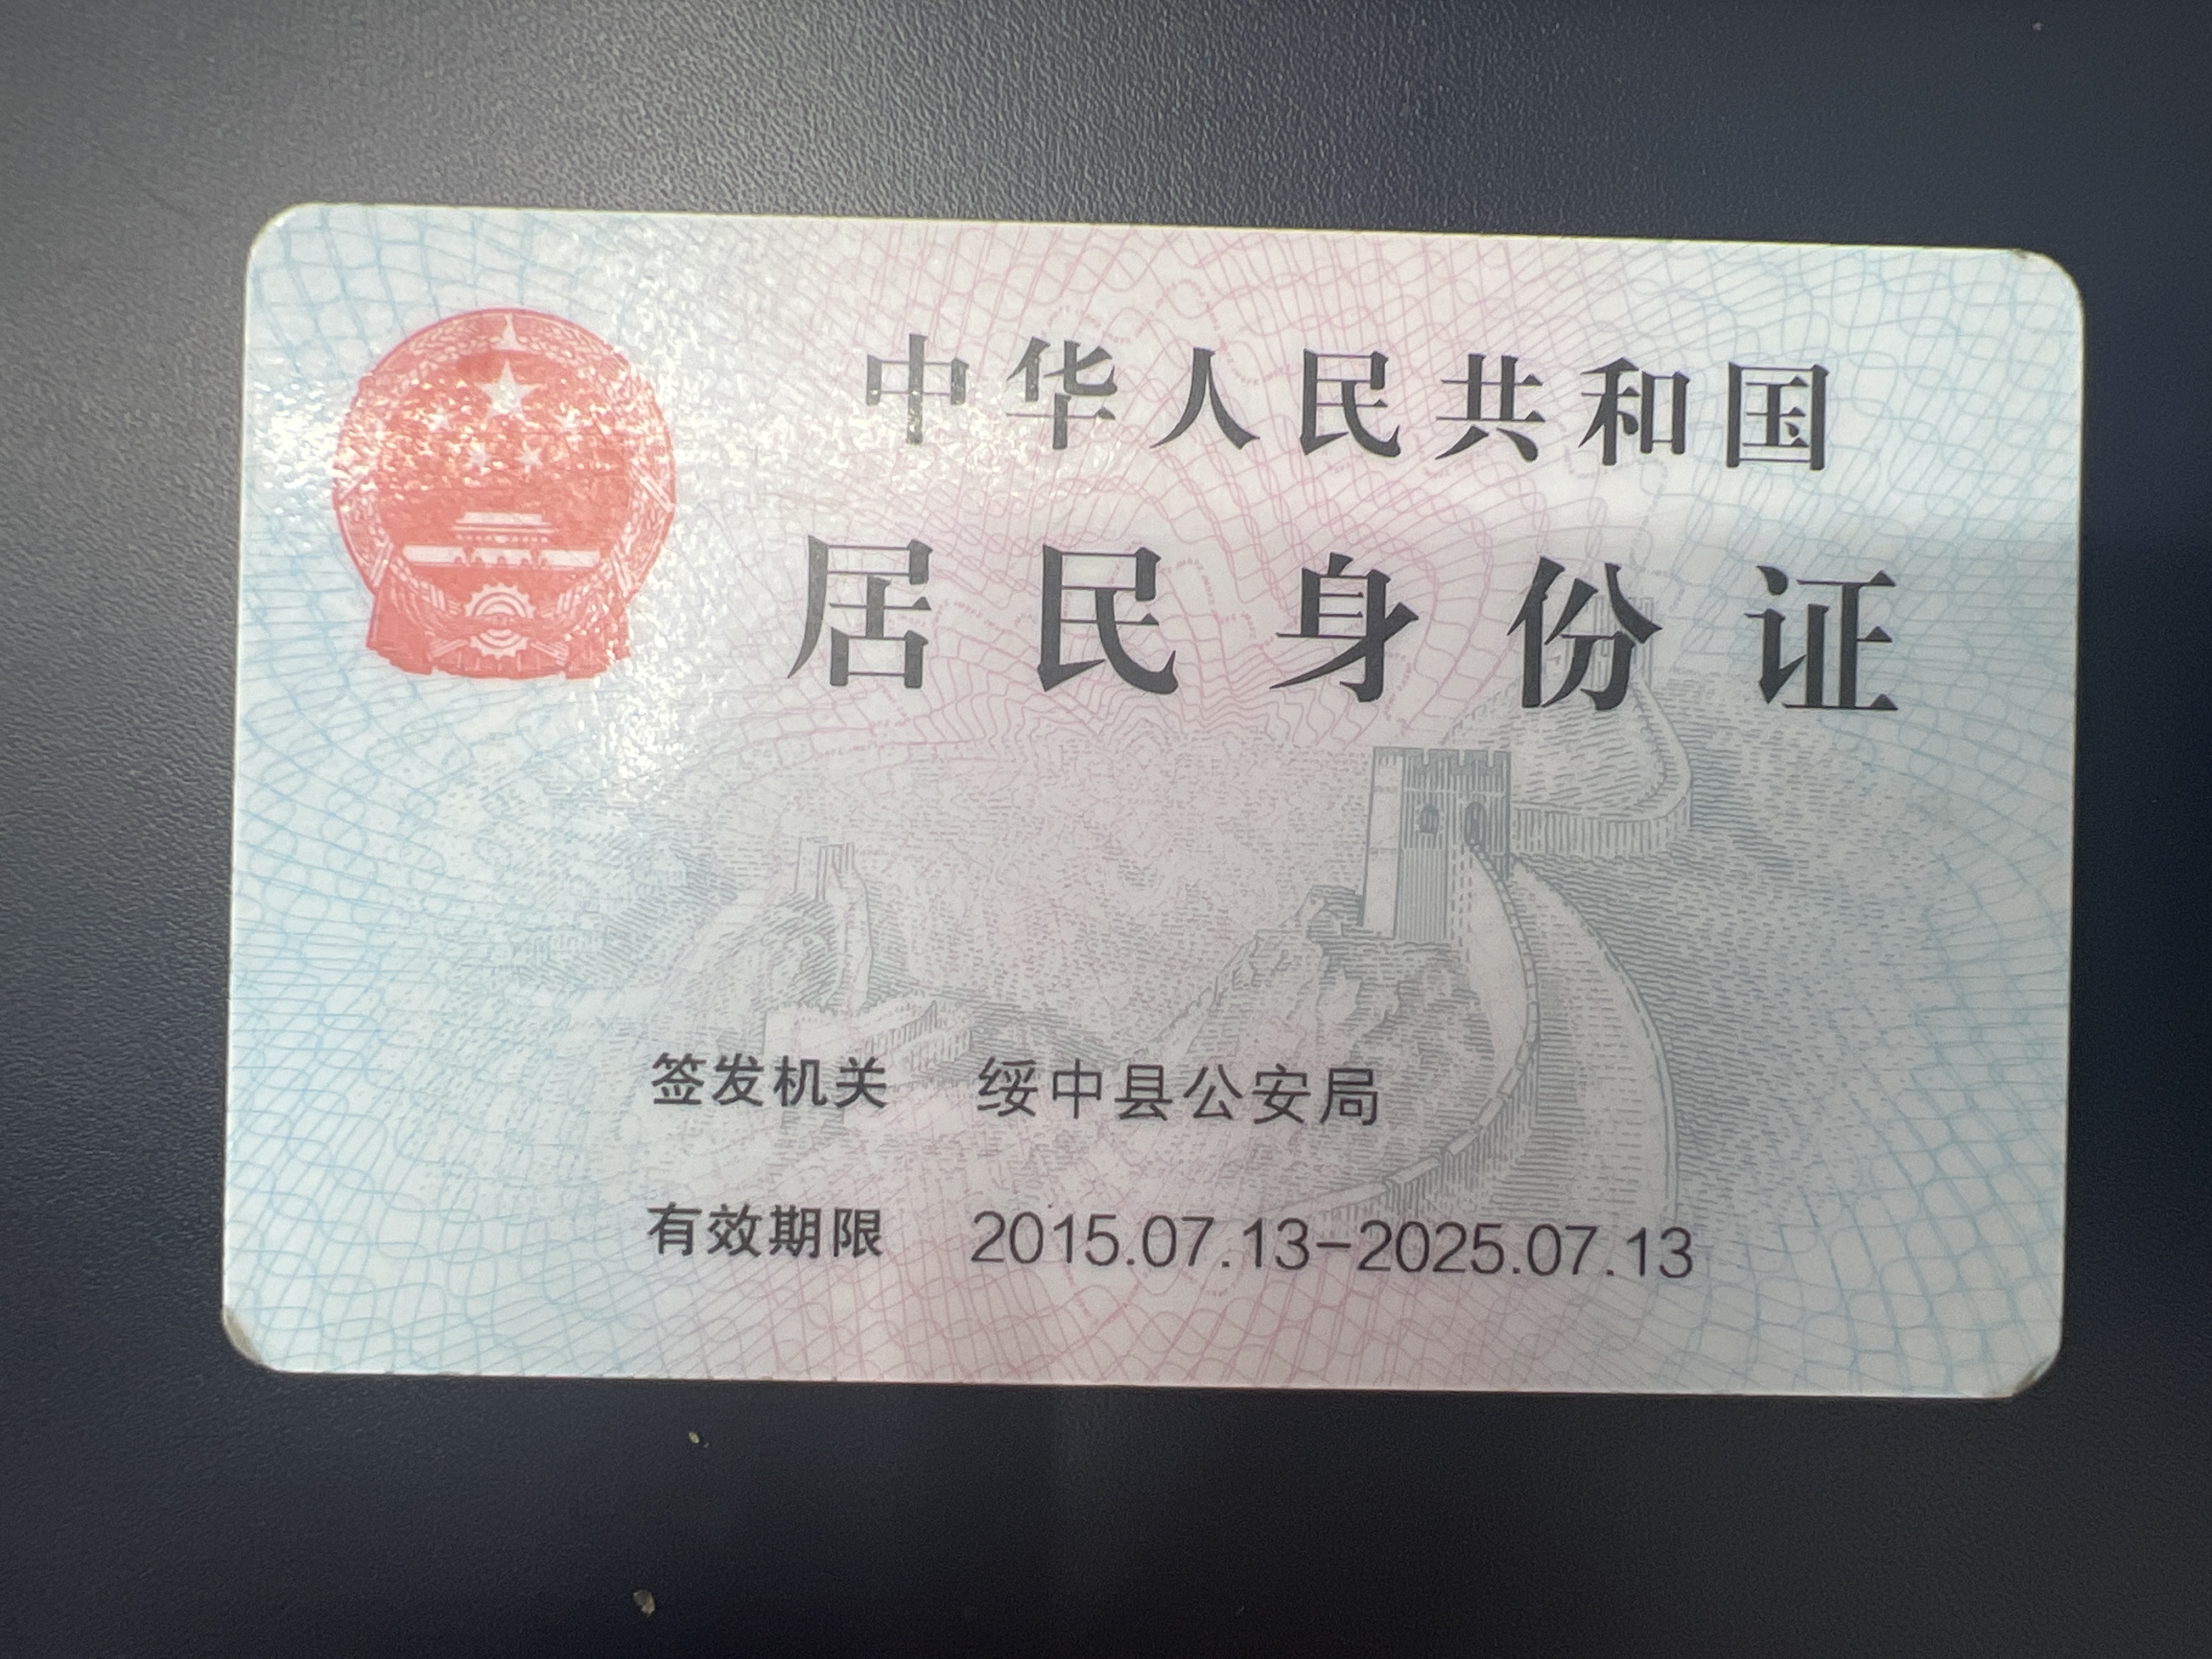 中华人民共和国
居民身份证
签发机关 绥中县公安局
有效期限 2015.07.13-2025.07.13